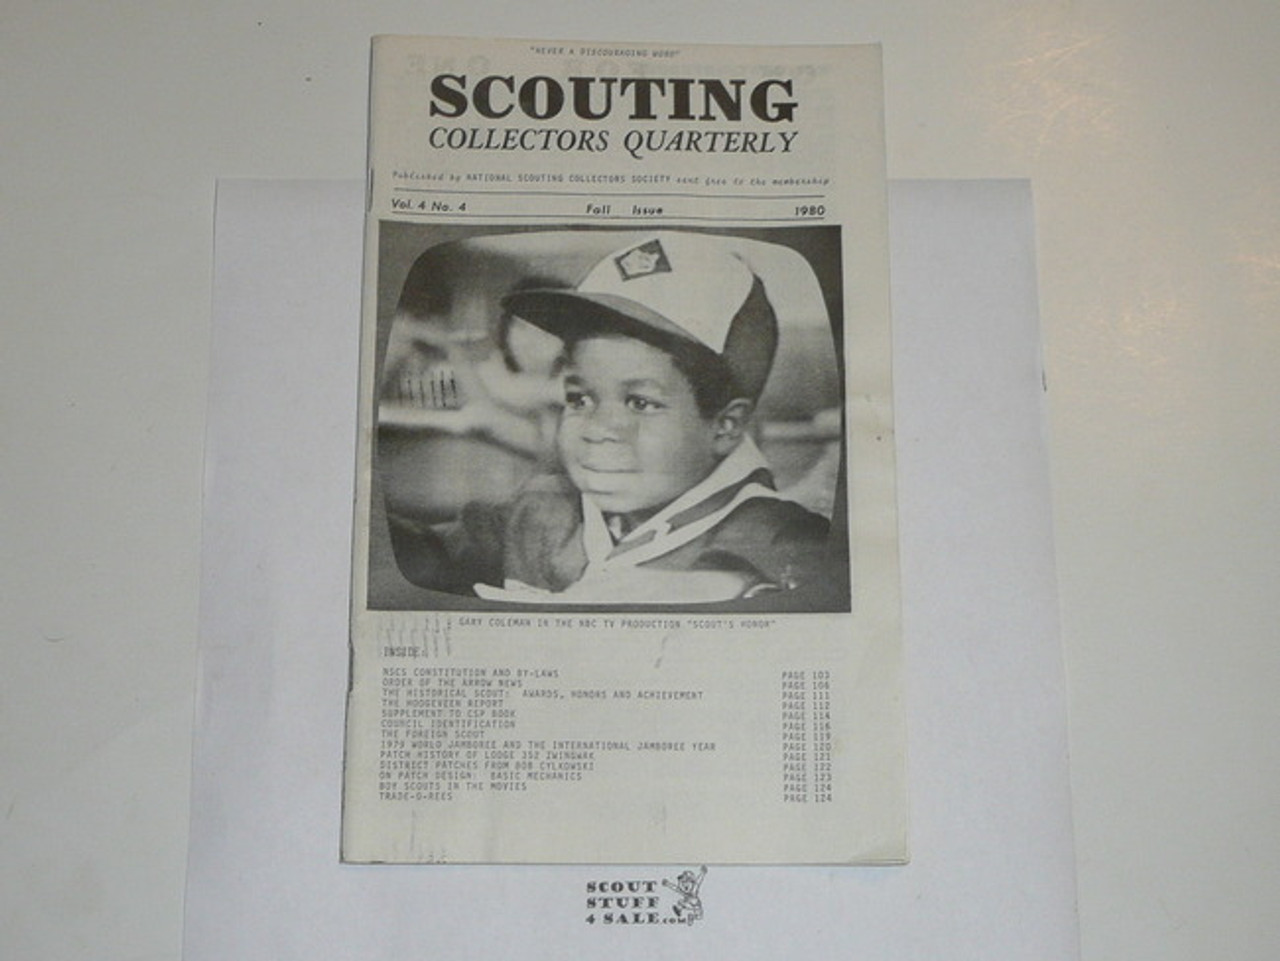 "NEVER A DISCOURAGING WORD"
SCOUTING
COLLECTORS QUARTERLY
Published by NATIONAL SCOUTING COLLECTORS SOCIETY sent free to the membership
Vol. 4 No. 4 Fall Issue 1980
GARY COLEMAN IN THE NBC TV PRODUCTION "SCOUT'S HONOR"
INSIDE:
NSCS CONSTITUTION AND BY-LAWS PAGE 103
ORDER OF THE ARROW NEWS PAGE 106
THE HISTORICAL SCOUT: AWARDS, HONORS AND ACHIEVEMENT PAGE 111
THE HOOGEVEEN REPORT PAGE 112
SUPPLEMENT TO CSP BOOK PAGE 114
COUNCIL IDENTIFICATION PAGE 116
THE FOREIGN SCOUT PAGE 119
1979 WORLD JAMBOREE AND THE INTERNATIONAL JAMBOREE YEAR PAGE 120
PATCH HISTORY OF LODGE 352 ZWINGWAK PAGE 121
DISTRICT PATCHES FROM BOB CYLKOWSKI PAGE 122
ON PATCH DESIGN: BASIC MECHANICS PAGE 123
BOY SCOUTS IN THE MOVIES PAGE 124
TRADE-O-REES PAGE 124
SCOUT
STUFF
4 SALE.com